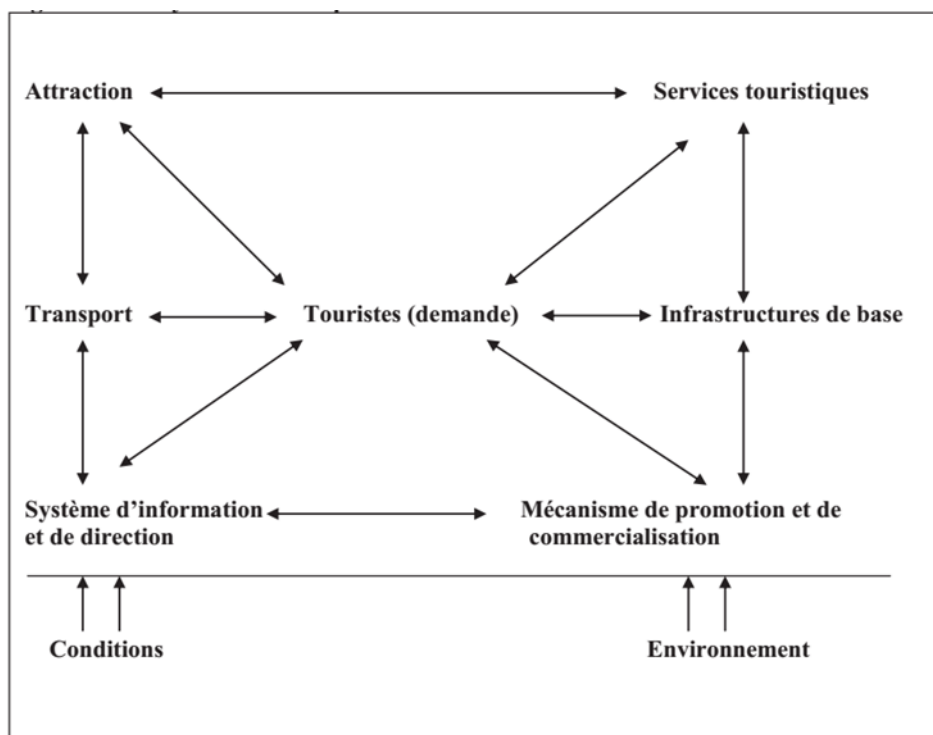 Attraction
Services touristiques
Transport
Touristes (demande)
Infrastructures de base
Système d’information
et de direction
Mécanisme de promotion et de
commercialisation
Conditions
Environnement